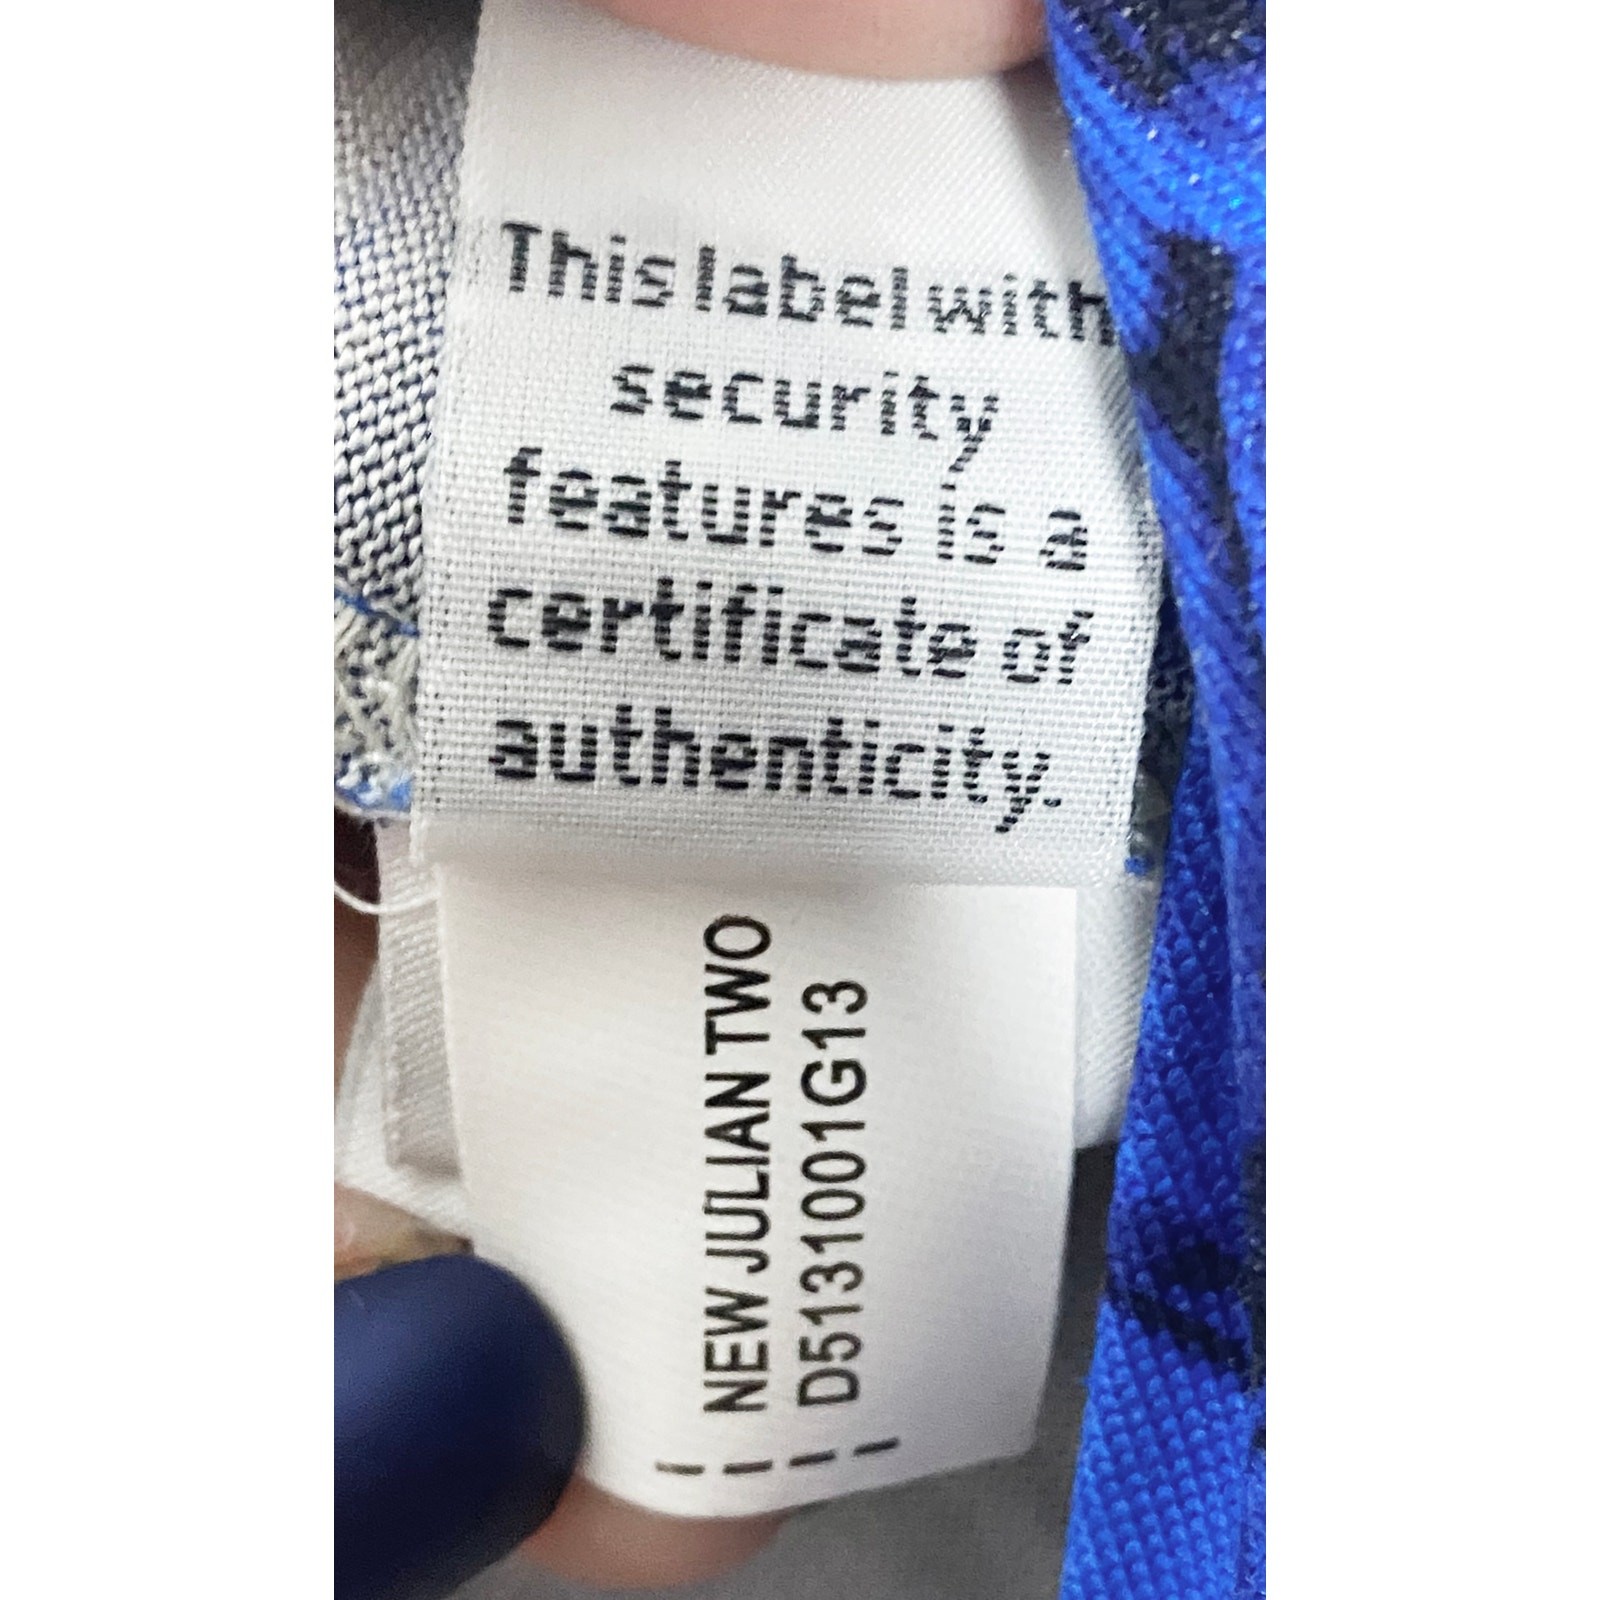 This label with
security
features is a
certificate of
authenticity.
NEW JULIAN TWO
D5131001G13